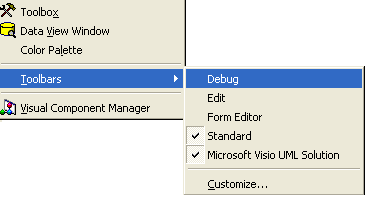 Toolbox
Data View Window
Color Palette
Toolbars
Visual Component Manager
Debug
Edit
Form Editor
Standard
Microsoft Visio UML Solution
Customize...